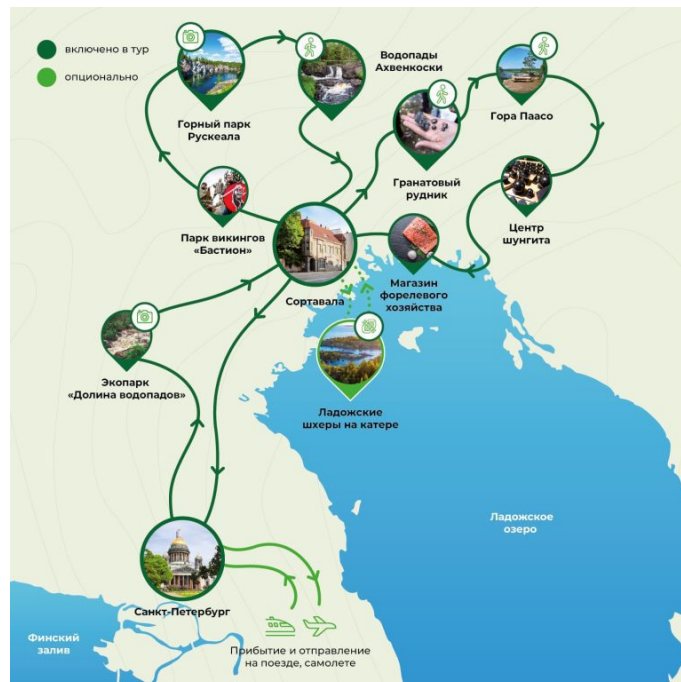 включено в тур
опционально
Горный парк
Рускеала
Водопады
Ахвенкоски
Гора Паасо
Гранатовый
рудник
Центр
шунгита
Парк викингов
«Бастион»
Сортавала
Магазин
форелевого
хозяйства
Экопарк
«Долина водопадов»
Ладожские
шхеры на катере
Ладожское
озеро
Санкт-Петербург
Финский
залив
Прибытие и отправление
на поезде, самолете